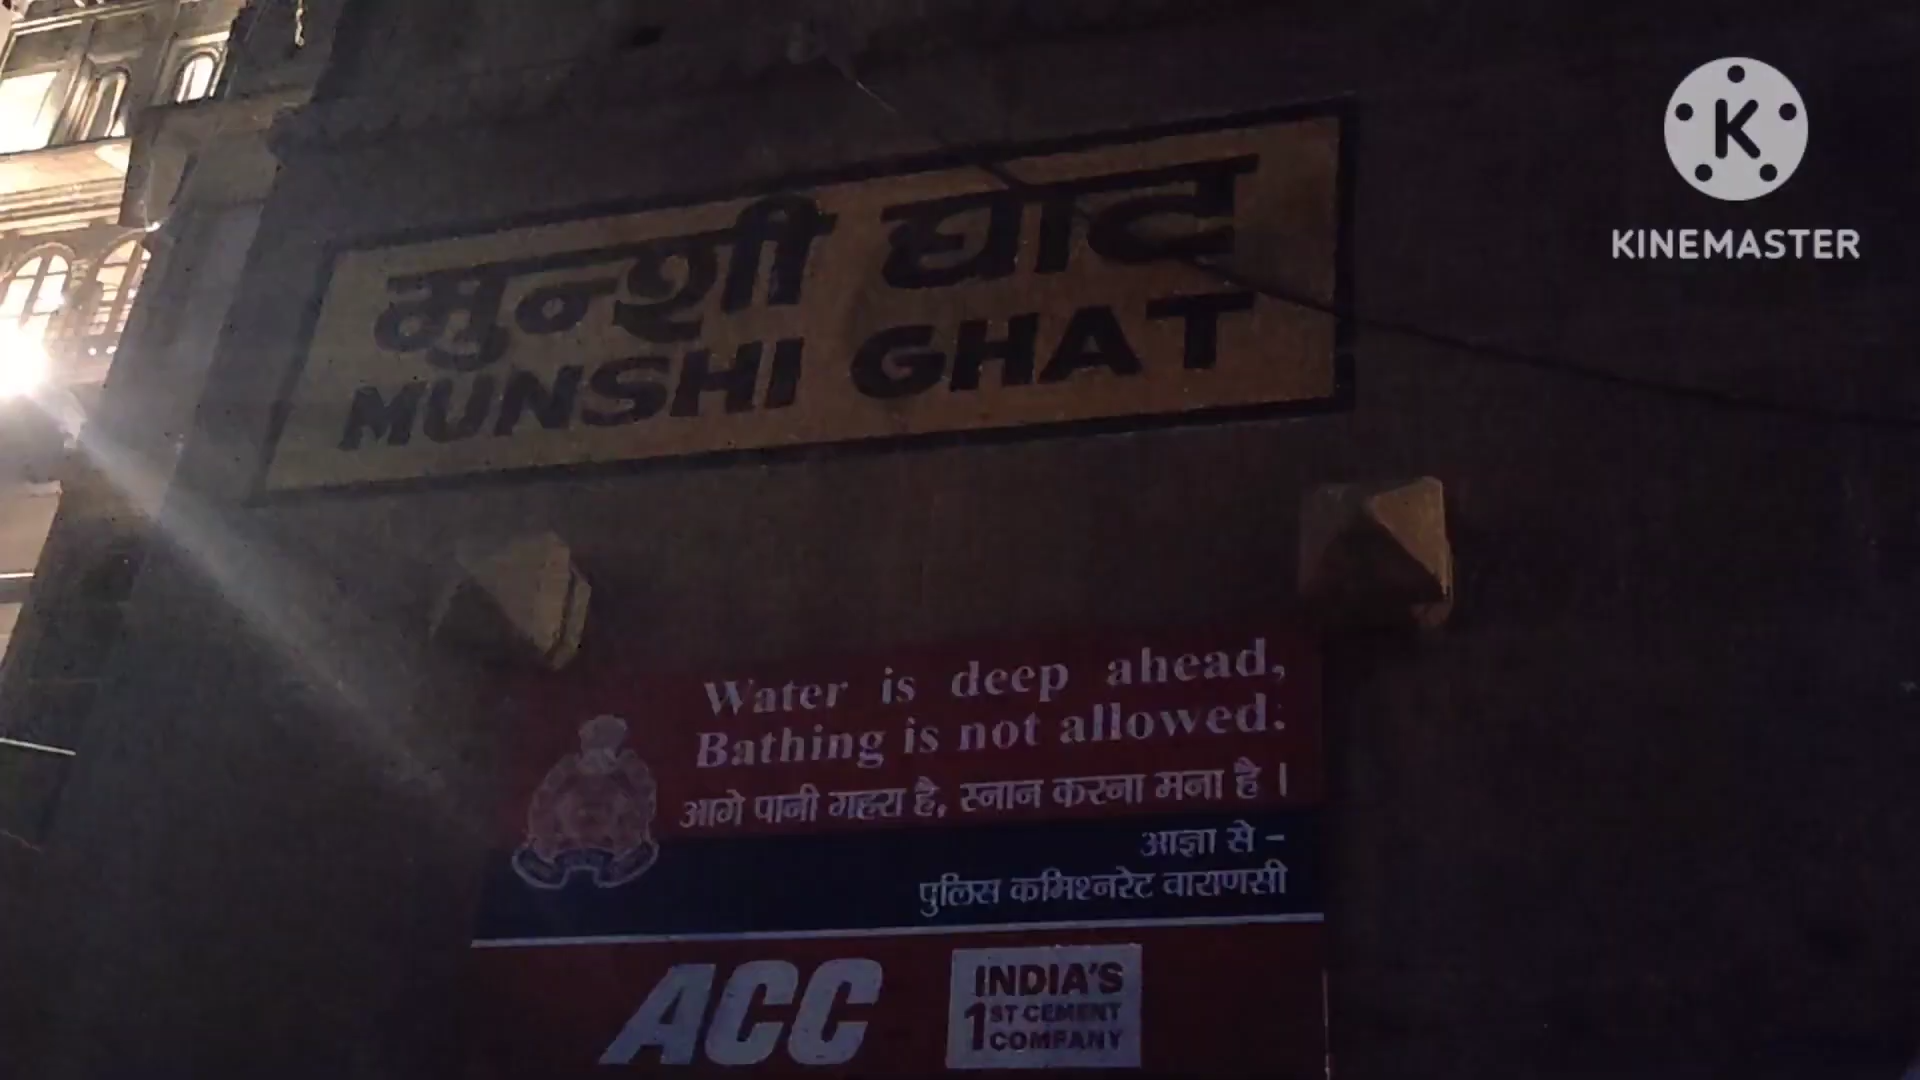 मुन्शी घाट
MUNSHI GHAT
KINEMASTER
Water is deep ahead,
Bathing is not allowed.
आगे पानी गहरा है, स्नान करना मना है ।
आज्ञा से -
पुलिस कमिश्नरेट वाराणसी
ACC
INDIA'S
1ST CEMENT
COMPANY